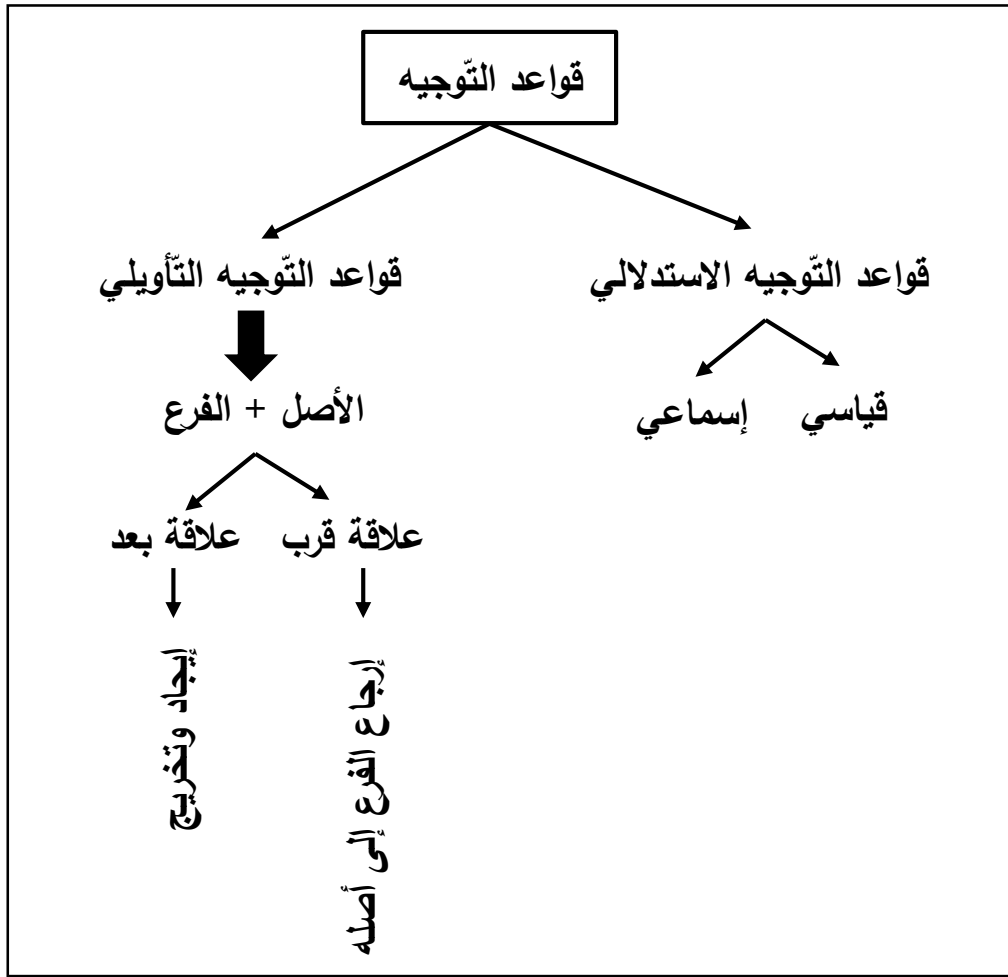 قواعد التّوجيه
قواعد التّوجيه الاستدلالي
قواعد التّوجيه التّأويلي
قياسي
إسماعي
الأصل + الفرع
علاقة قرب
علاقة بعد
إرجاع الفرع إلى أصله
إيجاد وتخريج